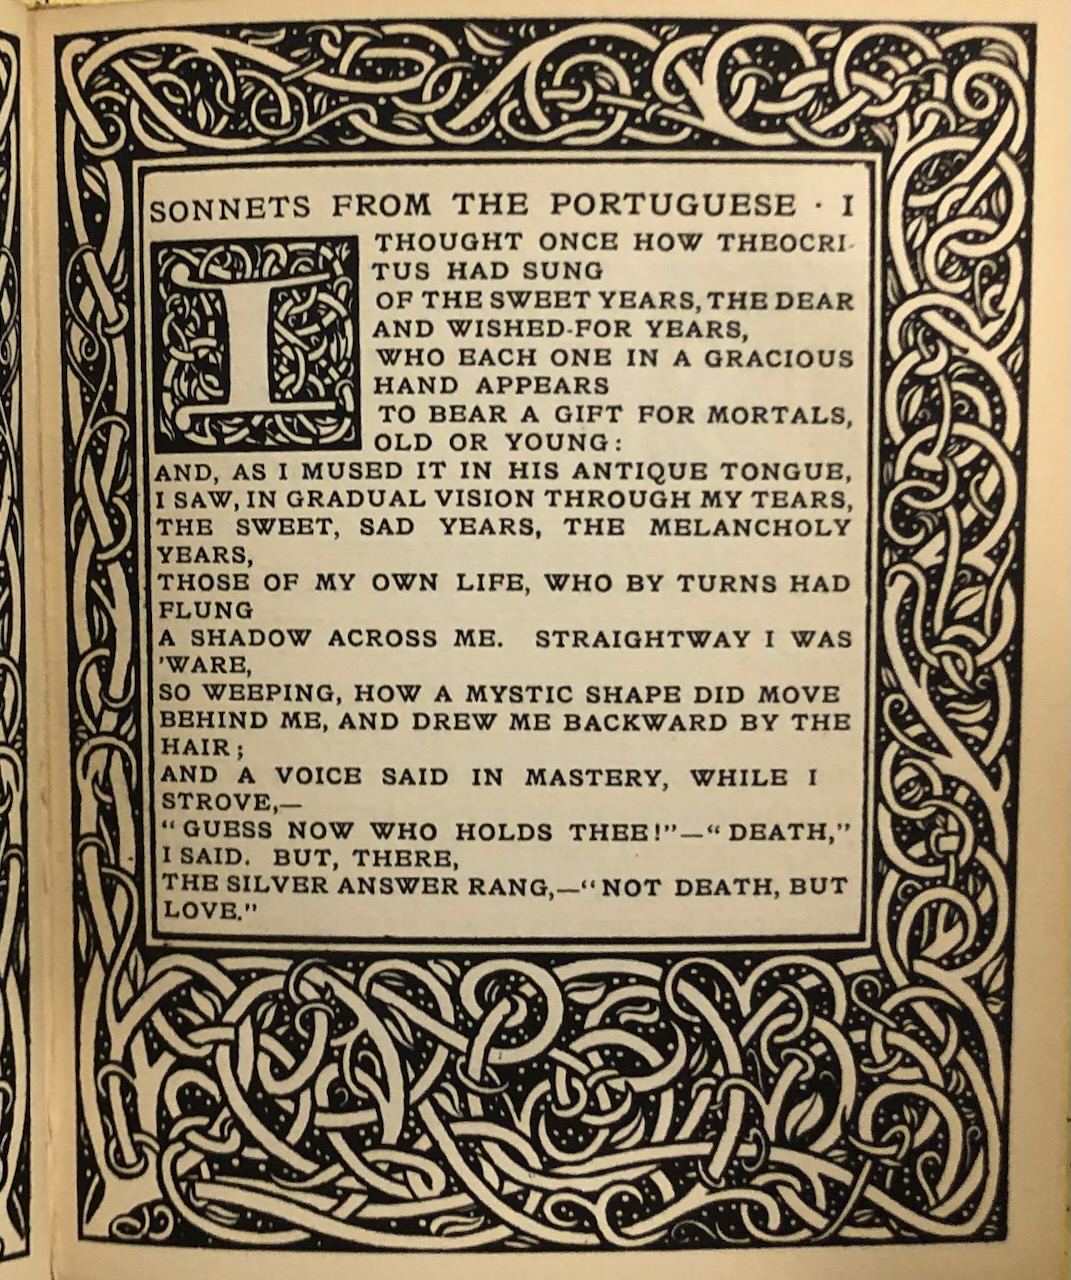 SONNETS FROM THE PORTUGUESE · I
I THOUGHT ONCE HOW THEOCRI-
TUS HAD SUNG
OF THE SWEET YEARS, THE DEAR
AND WISHED-FOR YEARS,
WHO EACH ONE IN A GRACIOUS
HAND APPEARS
TO BEAR A GIFT FOR MORTALS,
OLD OR YOUNG:
AND, AS I MUSED IT IN HIS ANTIQUE TONGUE,
I SAW, IN GRADUAL VISION THROUGH MY TEARS,
THE SWEET, SAD YEARS, THE MELANCHOLY
YEARS,
THOSE OF MY OWN LIFE, WHO BY TURNS HAD
FLUNG
A SHADOW ACROSS ME. STRAIGHTWAY I WAS
'WARE,
SO WEEPING, HOW A MYSTIC SHAPE DID MOVE
BEHIND ME, AND DREW ME BACKWARD BY THE
HAIR;
AND A VOICE SAID IN MASTERY, WHILE I
STROVE,—
“GUESS NOW WHO HOLDS THEE!”—“DEATH,”
I SAID. BUT, THERE,
THE SILVER ANSWER RANG,—“NOT DEATH, BUT
LOVE.”